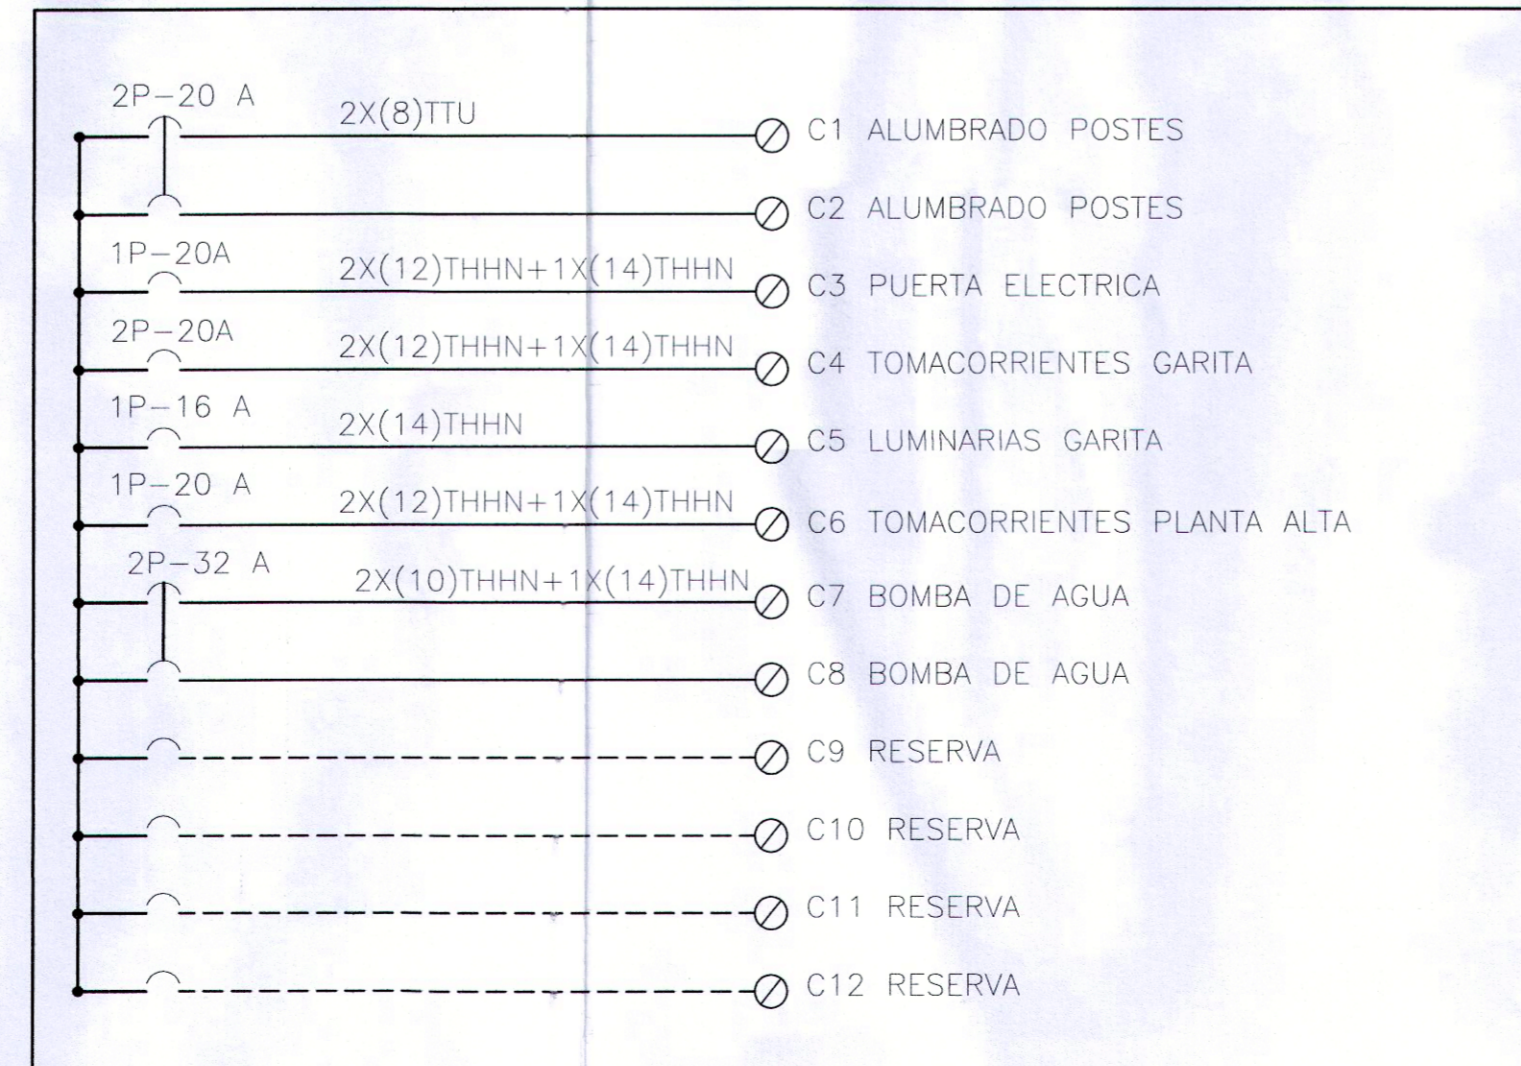 2P-20 A
2X(8)TTU
C1 ALUMBRADO POSTES
C2 ALUMBRADO POSTES
1P-20A
2X(12)THHN+1X(14)THHN
C3 PUERTA ELECTRICA
2P-20A
2X(12)THHN+1X(14)THHN
C4 TOMACORRIENTES GARITA
1P-16 A
2X(14)THHN
C5 LUMINARIAS GARITA
1P-20 A
2X(12)THHN+1X(14)THHN
C6 TOMACORRIENTES PLANTA ALTA
2P-32 A
2X(10)THHN+1X(14)THHN
C7 BOMBA DE AGUA
C8 BOMBA DE AGUA
C9 RESERVA
C10 RESERVA
C11 RESERVA
C12 RESERVA